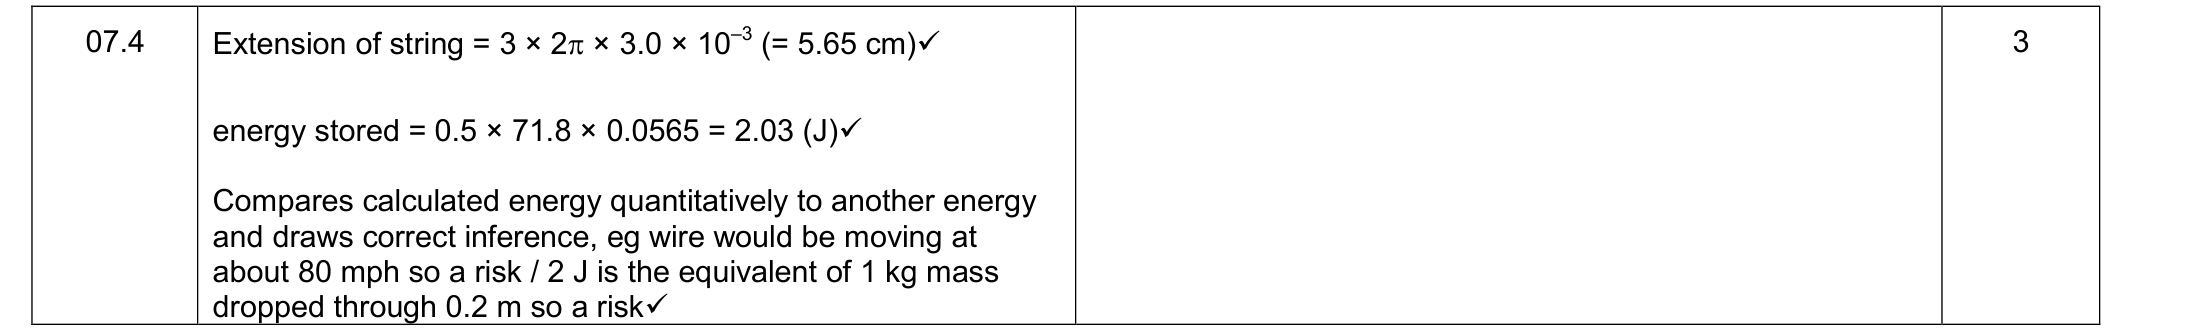 07.4
Extension of string = 3 × 2π × 3.0 × 10⁻³ (= 5.65 cm)✓
3
energy stored = 0.5 × 71.8 × 0.0565 = 2.03 (J)✓
Compares calculated energy quantitatively to another energy
and draws correct inference, eg wire would be moving at
about 80 mph so a risk / 2 J is the equivalent of 1 kg mass
dropped through 0.2 m so a risk✓